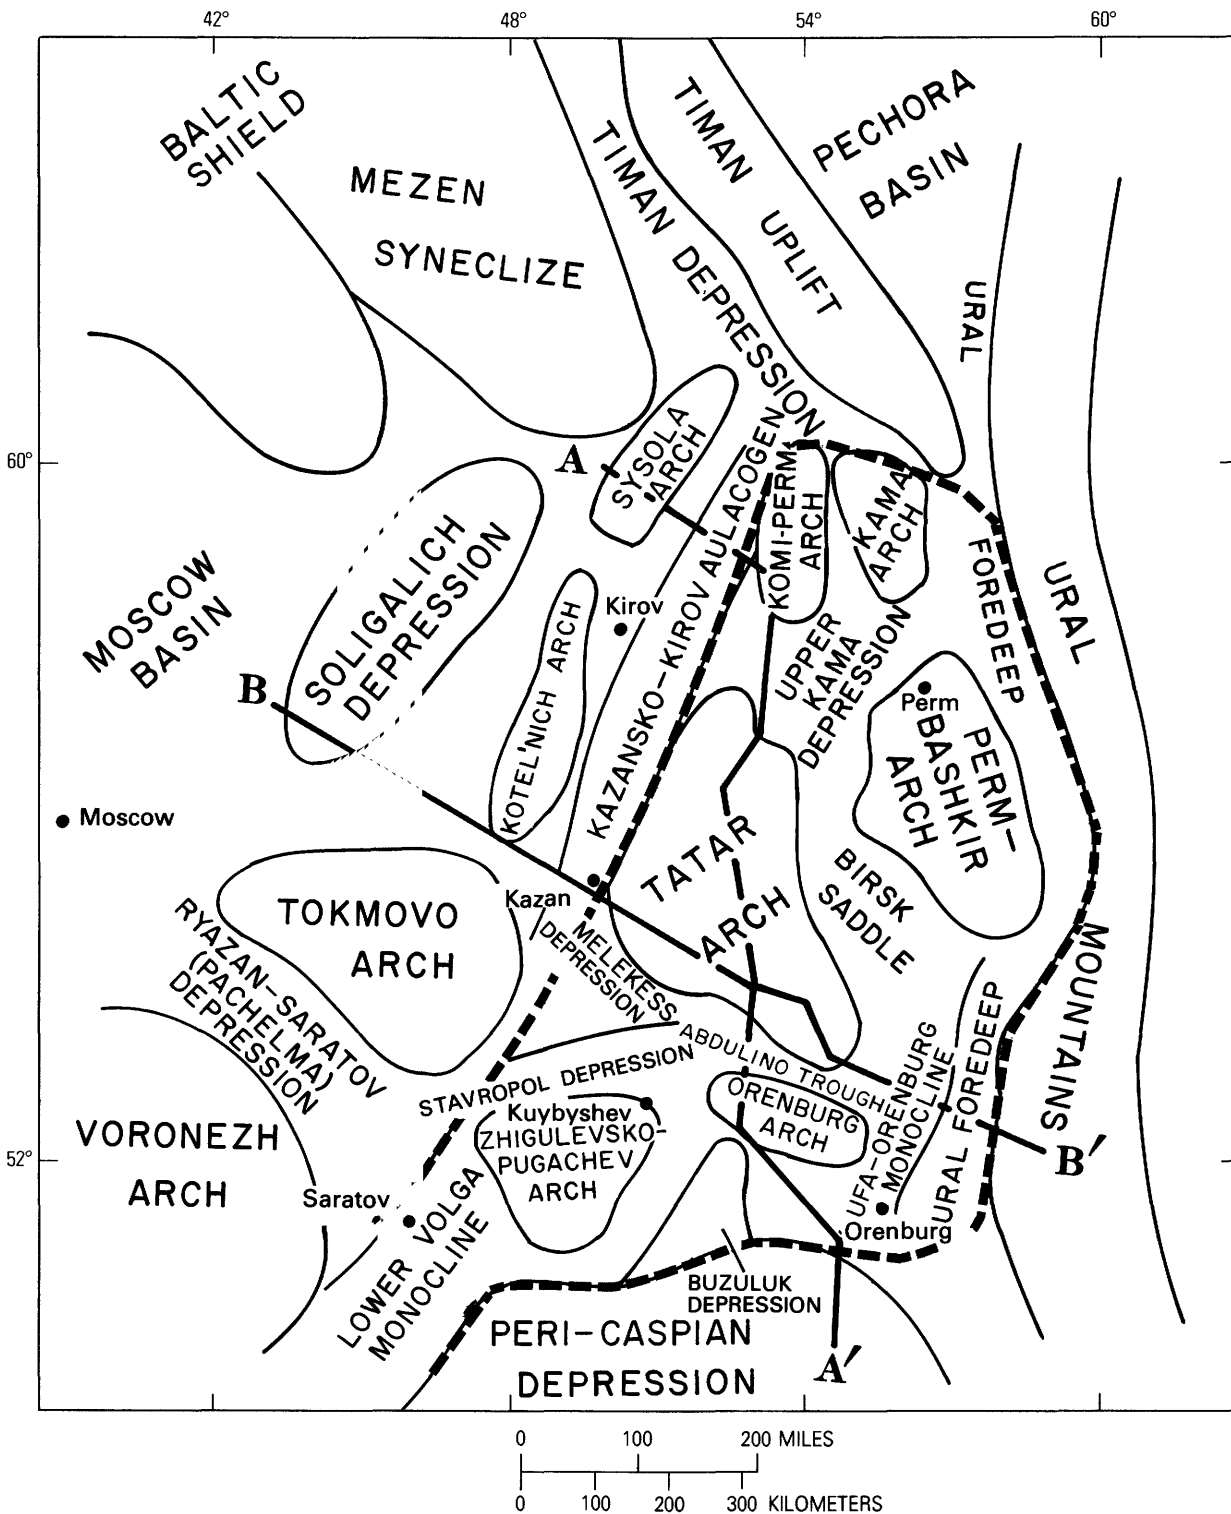 42° 48° 54° 60°
BALTIC
SHIELD
MEZEN
SYNECLIZE
TIMAN DEPRESSION
TIMAN UPLIFT
PECHORA
BASIN
URAL
FOREDEEP
URAL
MOUNTAINS
60°
A
SYSOLA
ARCH
KAZANSKO-KIROV AULACOGEN
KOMI-PERM.
ARCH
KAMA
ARCH
SOLIGALICH
DEPRESSION
MOSCOW
BASIN
B
KOTEL'NICH ARCH
Kirov
UPPER
KAMA
DEPRESSION
Perm
PERM-
BASHKIR
ARCH
Moscow
TATAR
ARCH
BIRSK
SADDLE
Kazan
TOKMOVO
ARCH
MELEKESS
DEPRESSION
RYAZAN-SARATOV
(PACHELMA)
DEPRESSION
STAVROPOL DEPRESSION
ABDULINO TROUGH
ORENBURG
ARCH
UFA-ORENBURG
MONOCLINE
URAL FOREDEEP
Kuybyshev
ZHIGULEVSKO-
PUGACHEV
ARCH
VORONEZH
ARCH
52°
B′
Saratov
LOWER VOLGA
MONOCLINE
Orenburg
BUZULUK
DEPRESSION
PERI-CASPIAN
DEPRESSION
A′
0 100 200 MILES
0 100 200 300 KILOMETERS